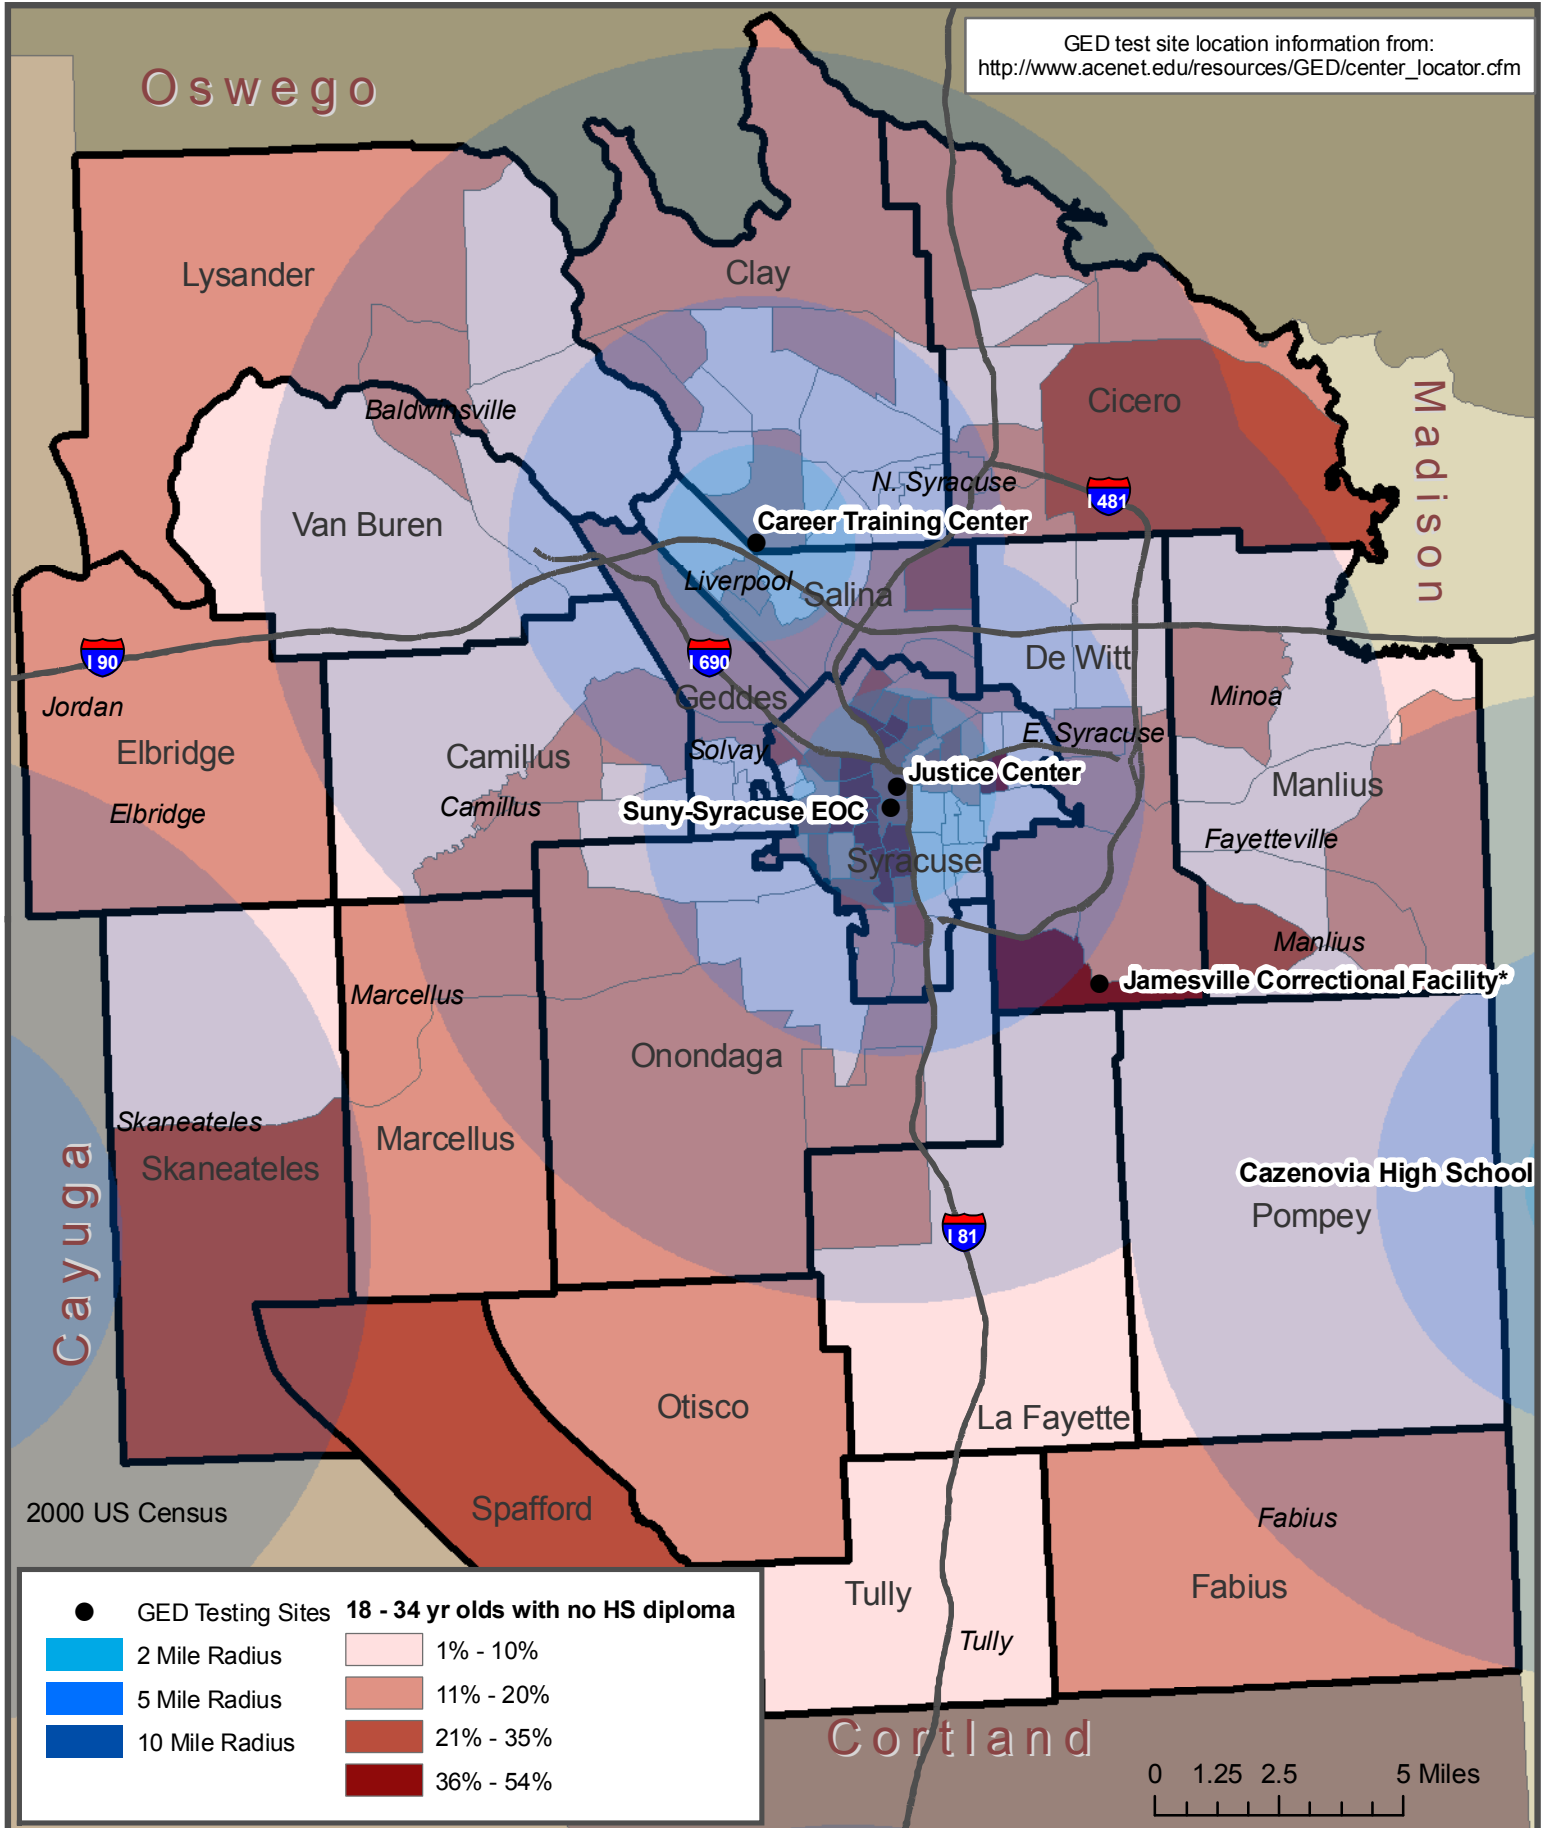 GED test site location information from:
http://www.acenet.edu/resources/GED/center_locator.cfm
Oswego
Lysander
Clay
Cicero
Madison
Baldwinsville
N. Syracuse
I 481
Van Buren
Career Training Center
Liverpool
Salina
I 90
I 690
De Witt
Jordan
Geddes
Minoa
Elbridge
Camillus
Solvay
E. Syracuse
Justice Center
Manlius
Elbridge
Camillus
Suny-Syracuse EOC
Fayetteville
Syracuse
Manlius
Marcellus
Jamesville Correctional Facility*
Onondaga
Skaneateles
Marcellus
Skaneateles
Cazenovia High School
Pompey
I 81
Cayuga
Otisco
La Fayette
Spafford
2000 US Census
Fabius
Tully
Fabius
Tully
Cortland
GED Testing Sites
2 Mile Radius
5 Mile Radius
10 Mile Radius
18 - 34 yr olds with no HS diploma
1% - 10%
11% - 20%
21% - 35%
36% - 54%
0 1.25 2.5 5 Miles